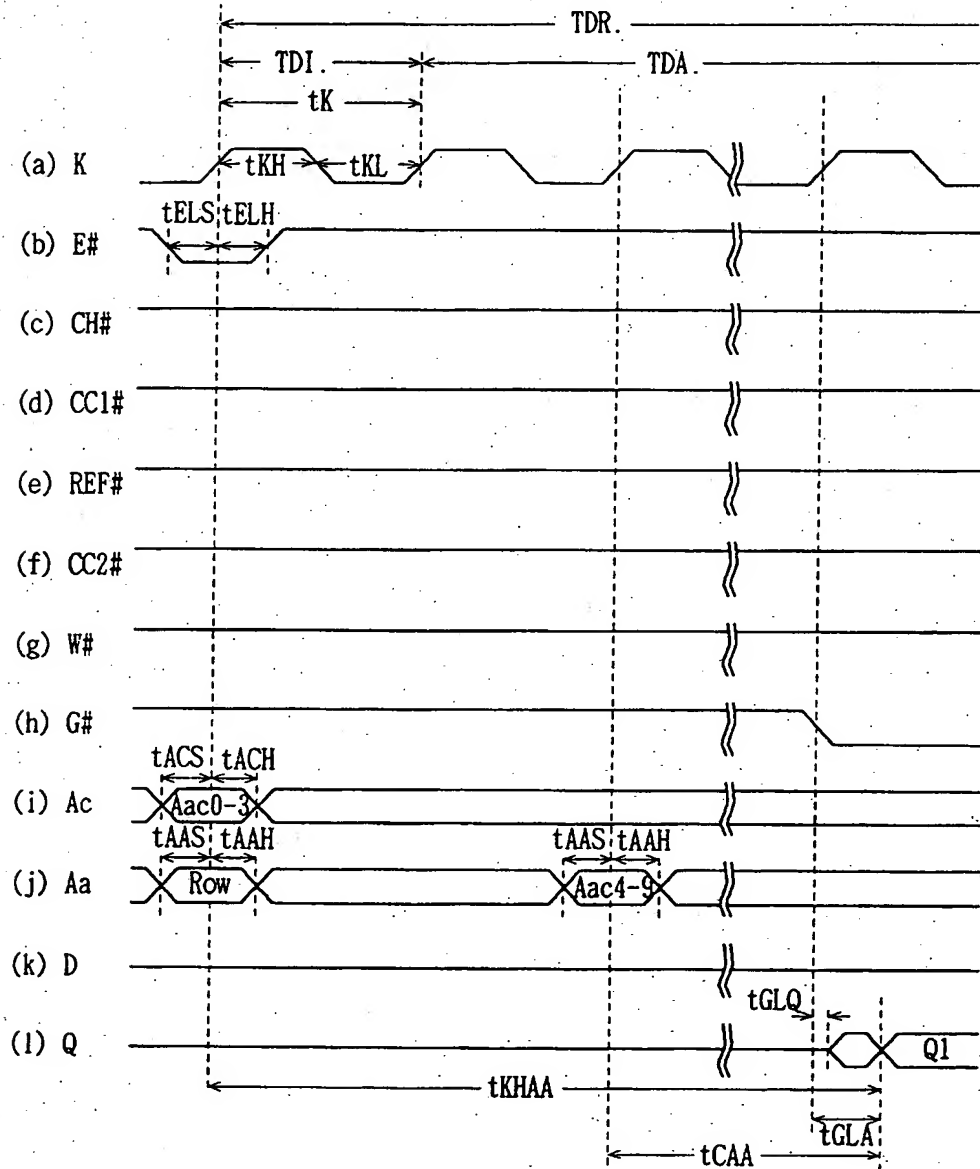 TDR.
TDI.
TDA.
tK
(a) K
tKH
tKL
tELS
tELH
(b) E#
(c) CH#
(d) CC1#
(e) REF#
(f) CC2#
(g) W#
(h) G#
tACS
tACH
(i) Ac
Aac0-3
tAAS
tAAH
tAAS
tAAH
(j) Aa
Row
Aac4-9
(k) D
tGLQ
(l) Q
Q1
tKHAA
tGLA
tCAA